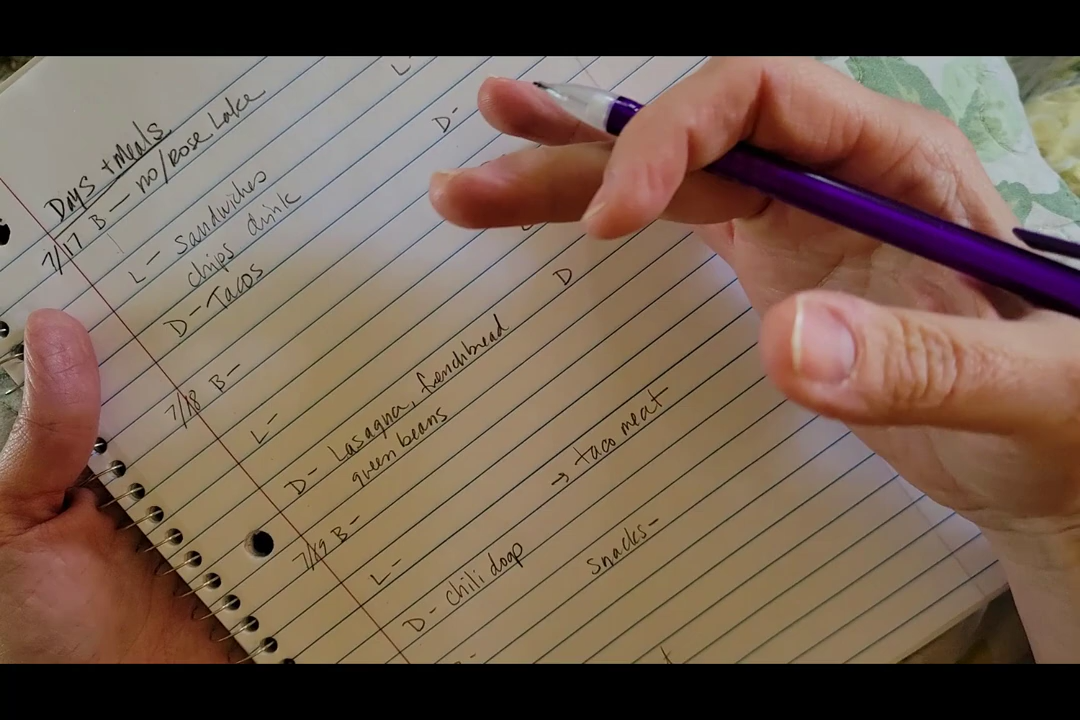 Days + Meals
7/17 B - no/Rose Lake
L - sandwiches
chips drink
D - Tacos
7/18 B -
L -
D - Lasagna, frenchbread
green beans
7/19 B -
L -
D - chili doap
L -
D -
D
→ taco meat
snacks -